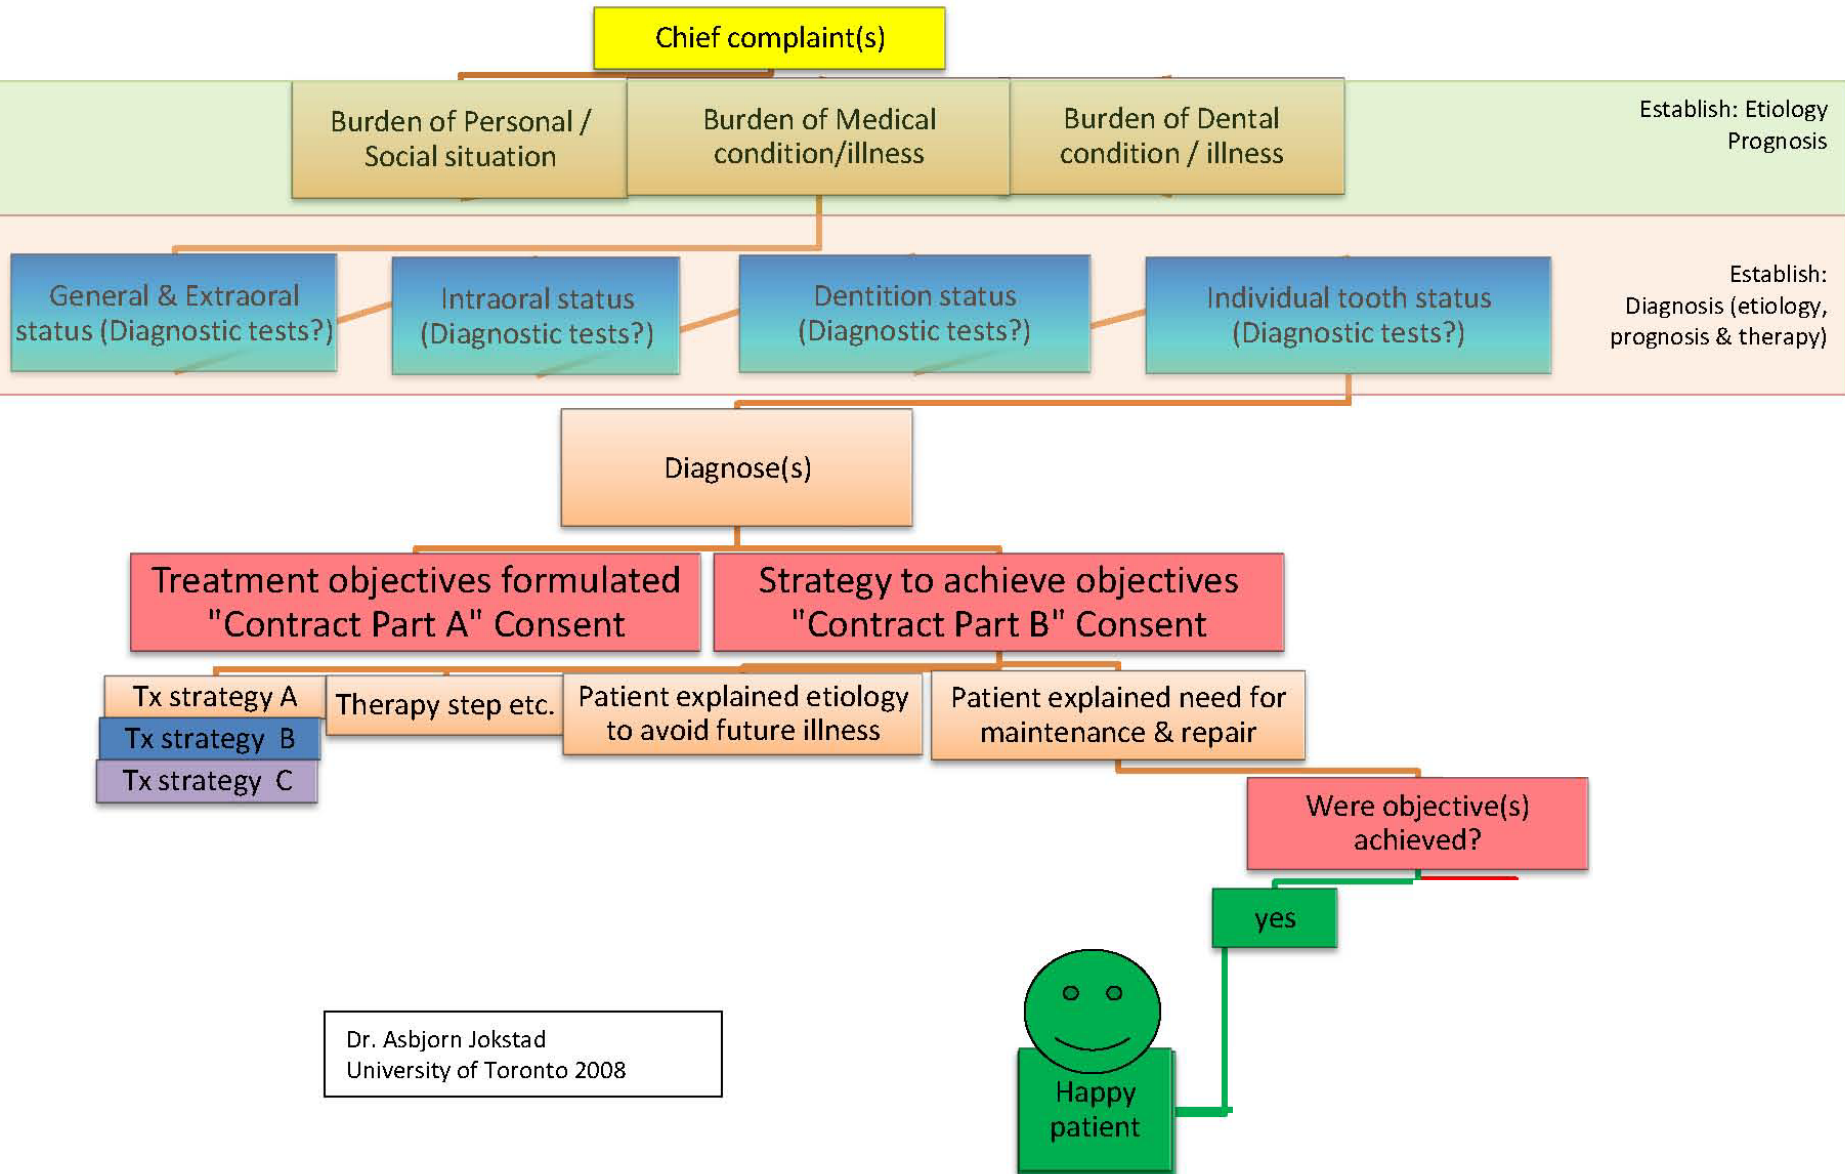 Chief complaint(s)
Burden of Personal /
Social situation
Burden of Medical
condition/illness
Burden of Dental
condition / illness
Establish: Etiology
Prognosis
General & Extraoral
status (Diagnostic tests?)
Intraoral status
(Diagnostic tests?)
Dentition status
(Diagnostic tests?)
Individual tooth status
(Diagnostic tests?)
Establish:
Diagnosis (etiology,
prognosis & therapy)
Diagnose(s)
Treatment objectives formulated
"Contract Part A" Consent
Strategy to achieve objectives
"Contract Part B" Consent
Tx strategy A
Tx strategy B
Tx strategy C
Therapy step etc.
Patient explained etiology
to avoid future illness
Patient explained need for
maintenance & repair
Were objective(s)
achieved?
yes
Happy
patient
Dr. Asbjorn Jokstad
University of Toronto 2008